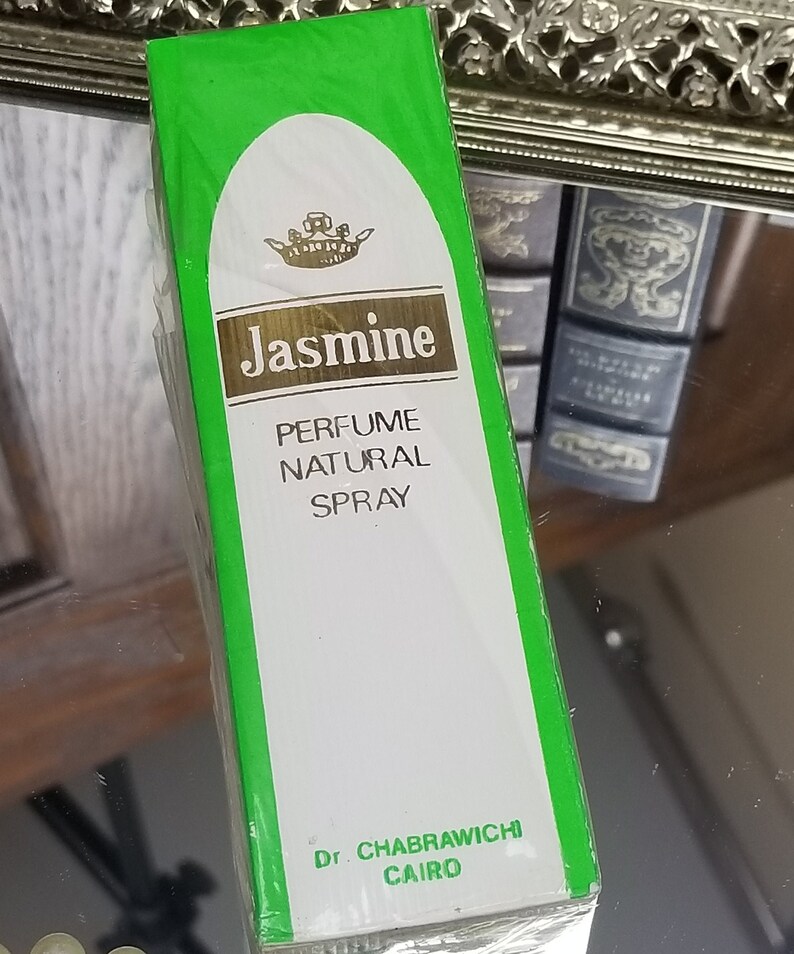 Jasmine
PERFUME
NATURAL
SPRAY
Dr. CHABRAWICHI
CAIRO